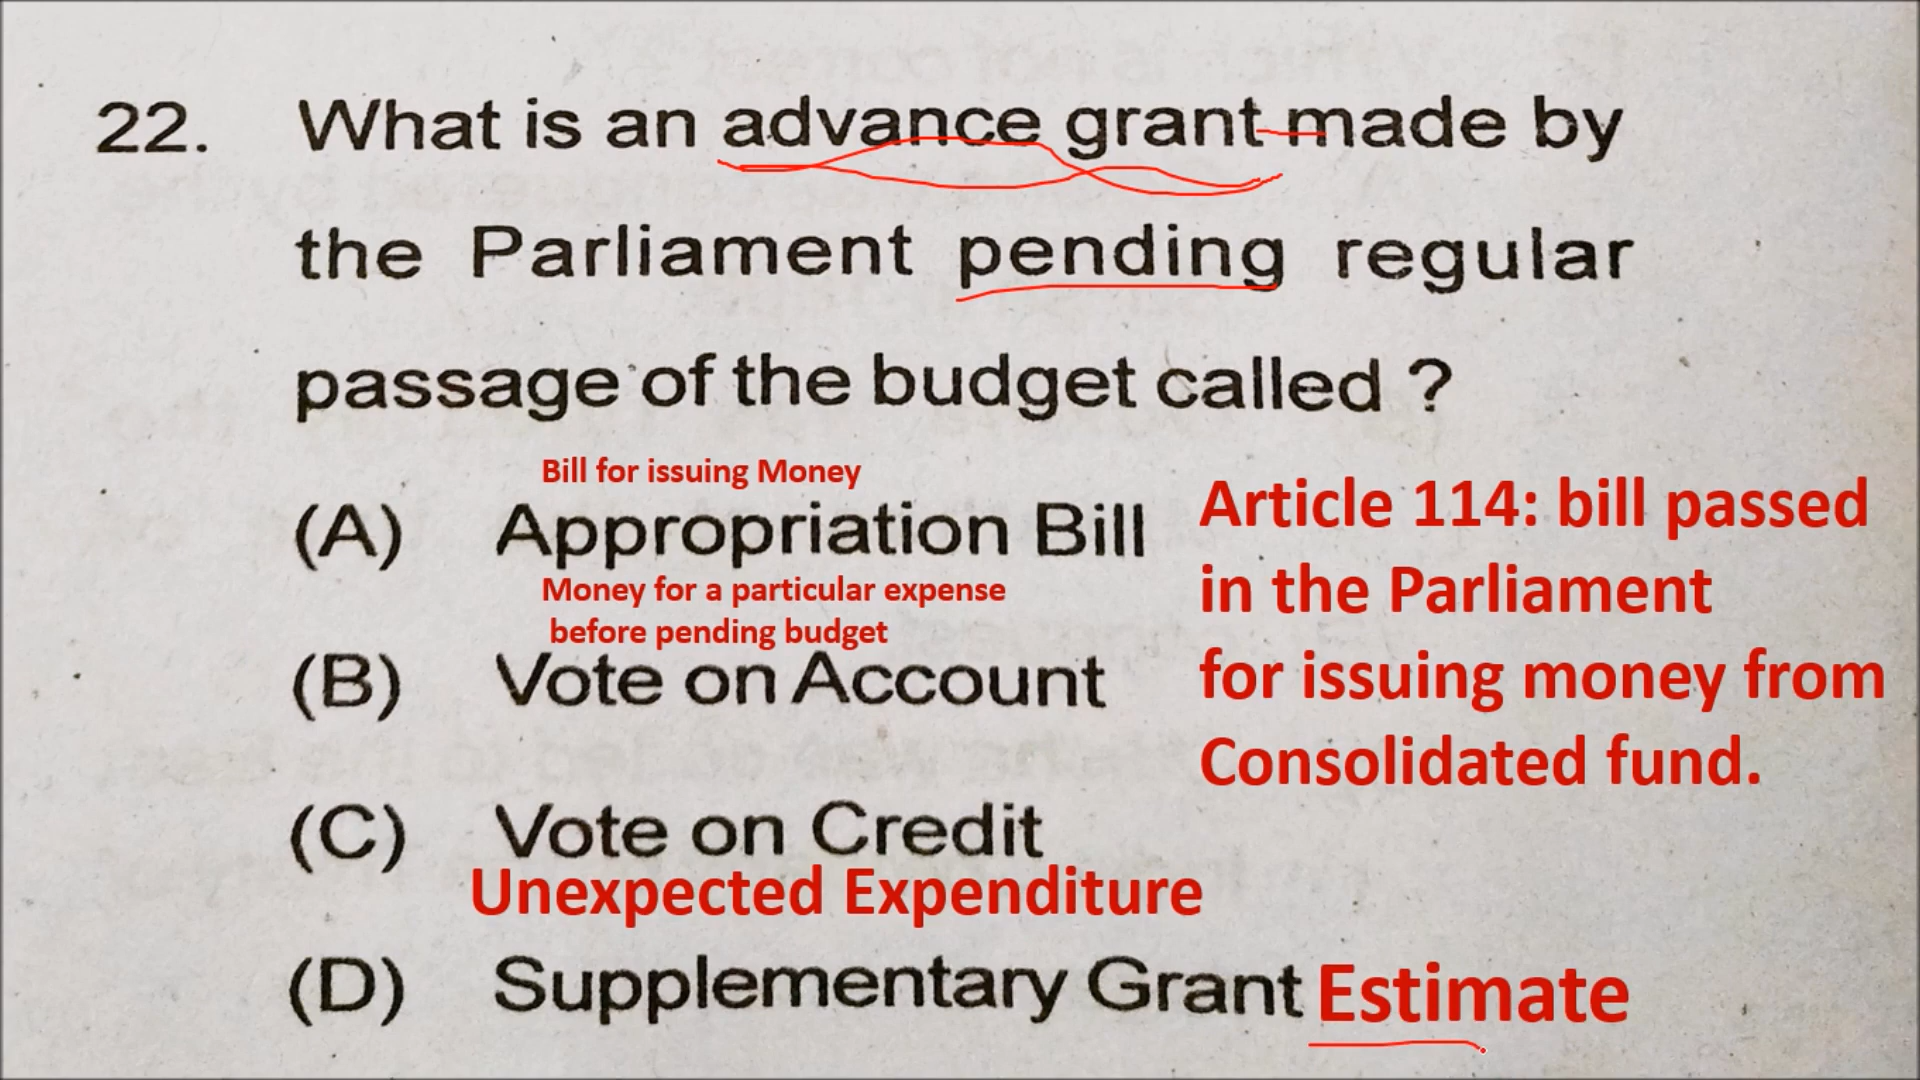 22. What is an advance grant made by
the Parliament pending regular
passage of the budget called ?
Bill for issuing Money
(A) Appropriation Bill
Money for a particular expense
before pending budget
(B) Vote on Account
(C) Vote on Credit
Unexpected Expenditure
(D) Supplementary Grant Estimate
Article 114: bill passed
in the Parliament
for issuing money from
Consolidated fund.